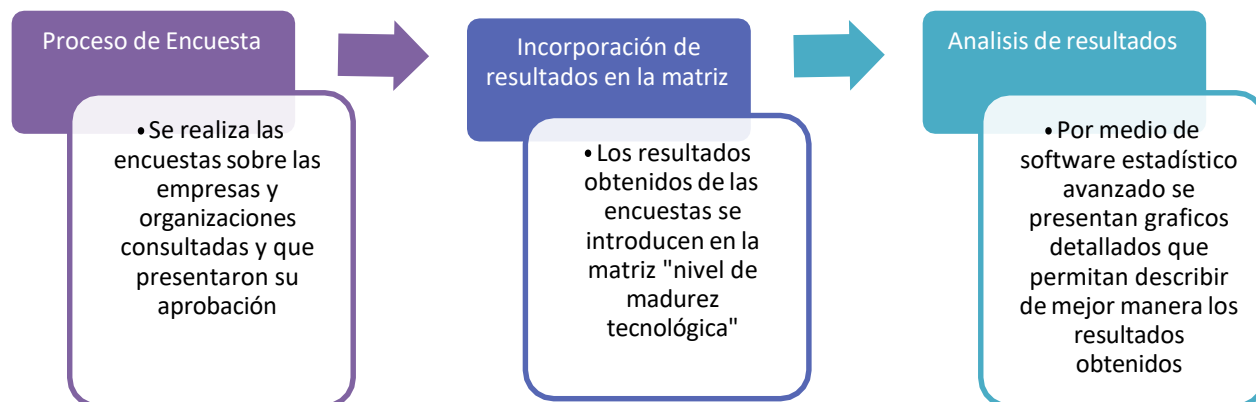 Proceso de Encuesta
• Se realiza las
encuestas sobre las
empresas y
organizaciones
consultadas y que
presentaron su
aprobación
Incorporación de
resultados en la matriz
• Los resultados
obtenidos de las
encuestas se
introducen en la
matriz "nivel de
madurez
tecnológica"
Analisis de resultados
• Por medio de
software estadístico
avanzado se
presentan graficos
detallados que
permitan describir
de mejor manera los
resultados
obtenidos